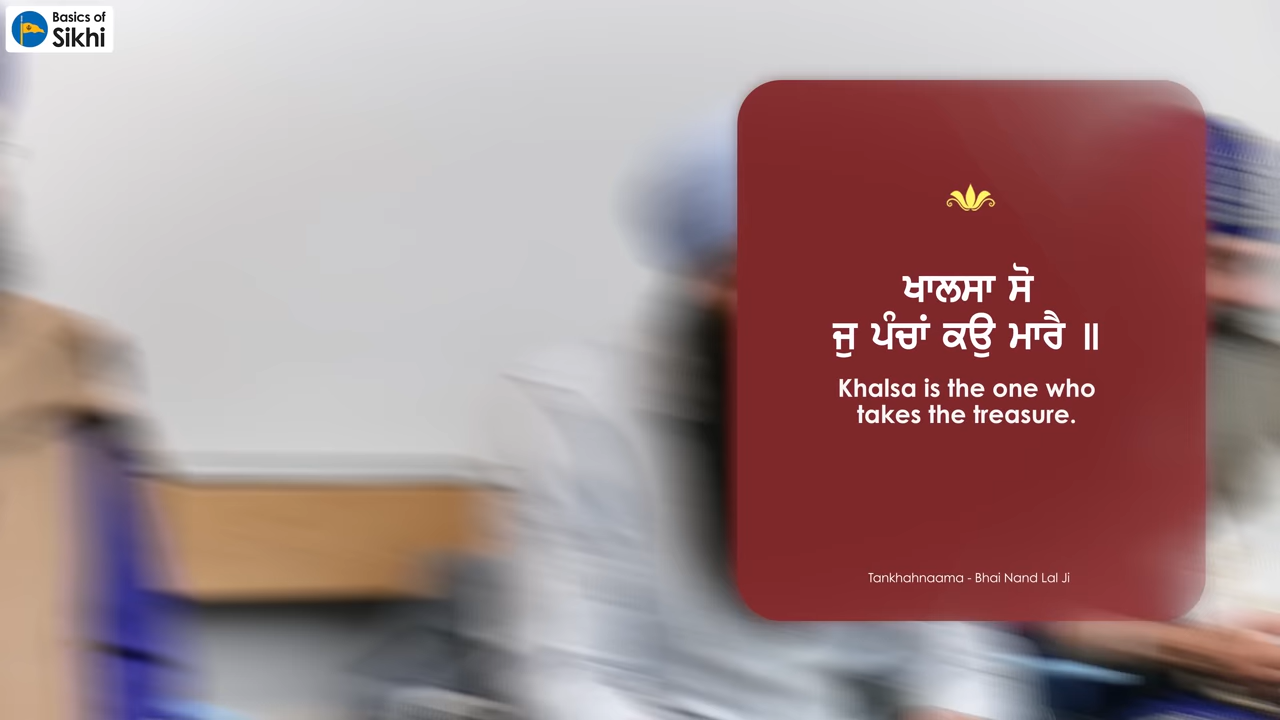 Basics of
Sikhi
ਖਾਲਸਾ ਸੋ
ਜੁ ਪੰਚਾਂ ਕਉ ਮਾਰੈ ॥
Khalsa is the one who
takes the treasure.
Tankhahnaama - Bhai Nand Lal Ji